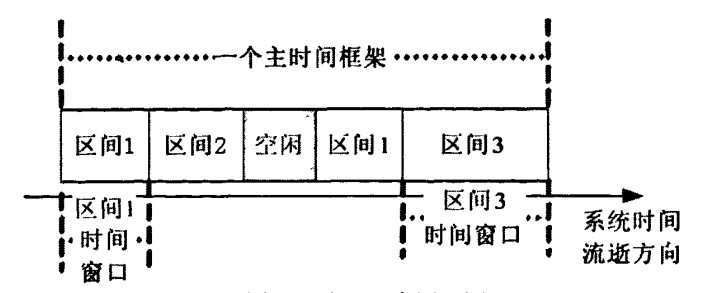 一个主时间框架
区间1 区间2 空闲 区间1 区间3
区间1
时间
窗口
区间3
时间窗口
系统时间
流逝方向